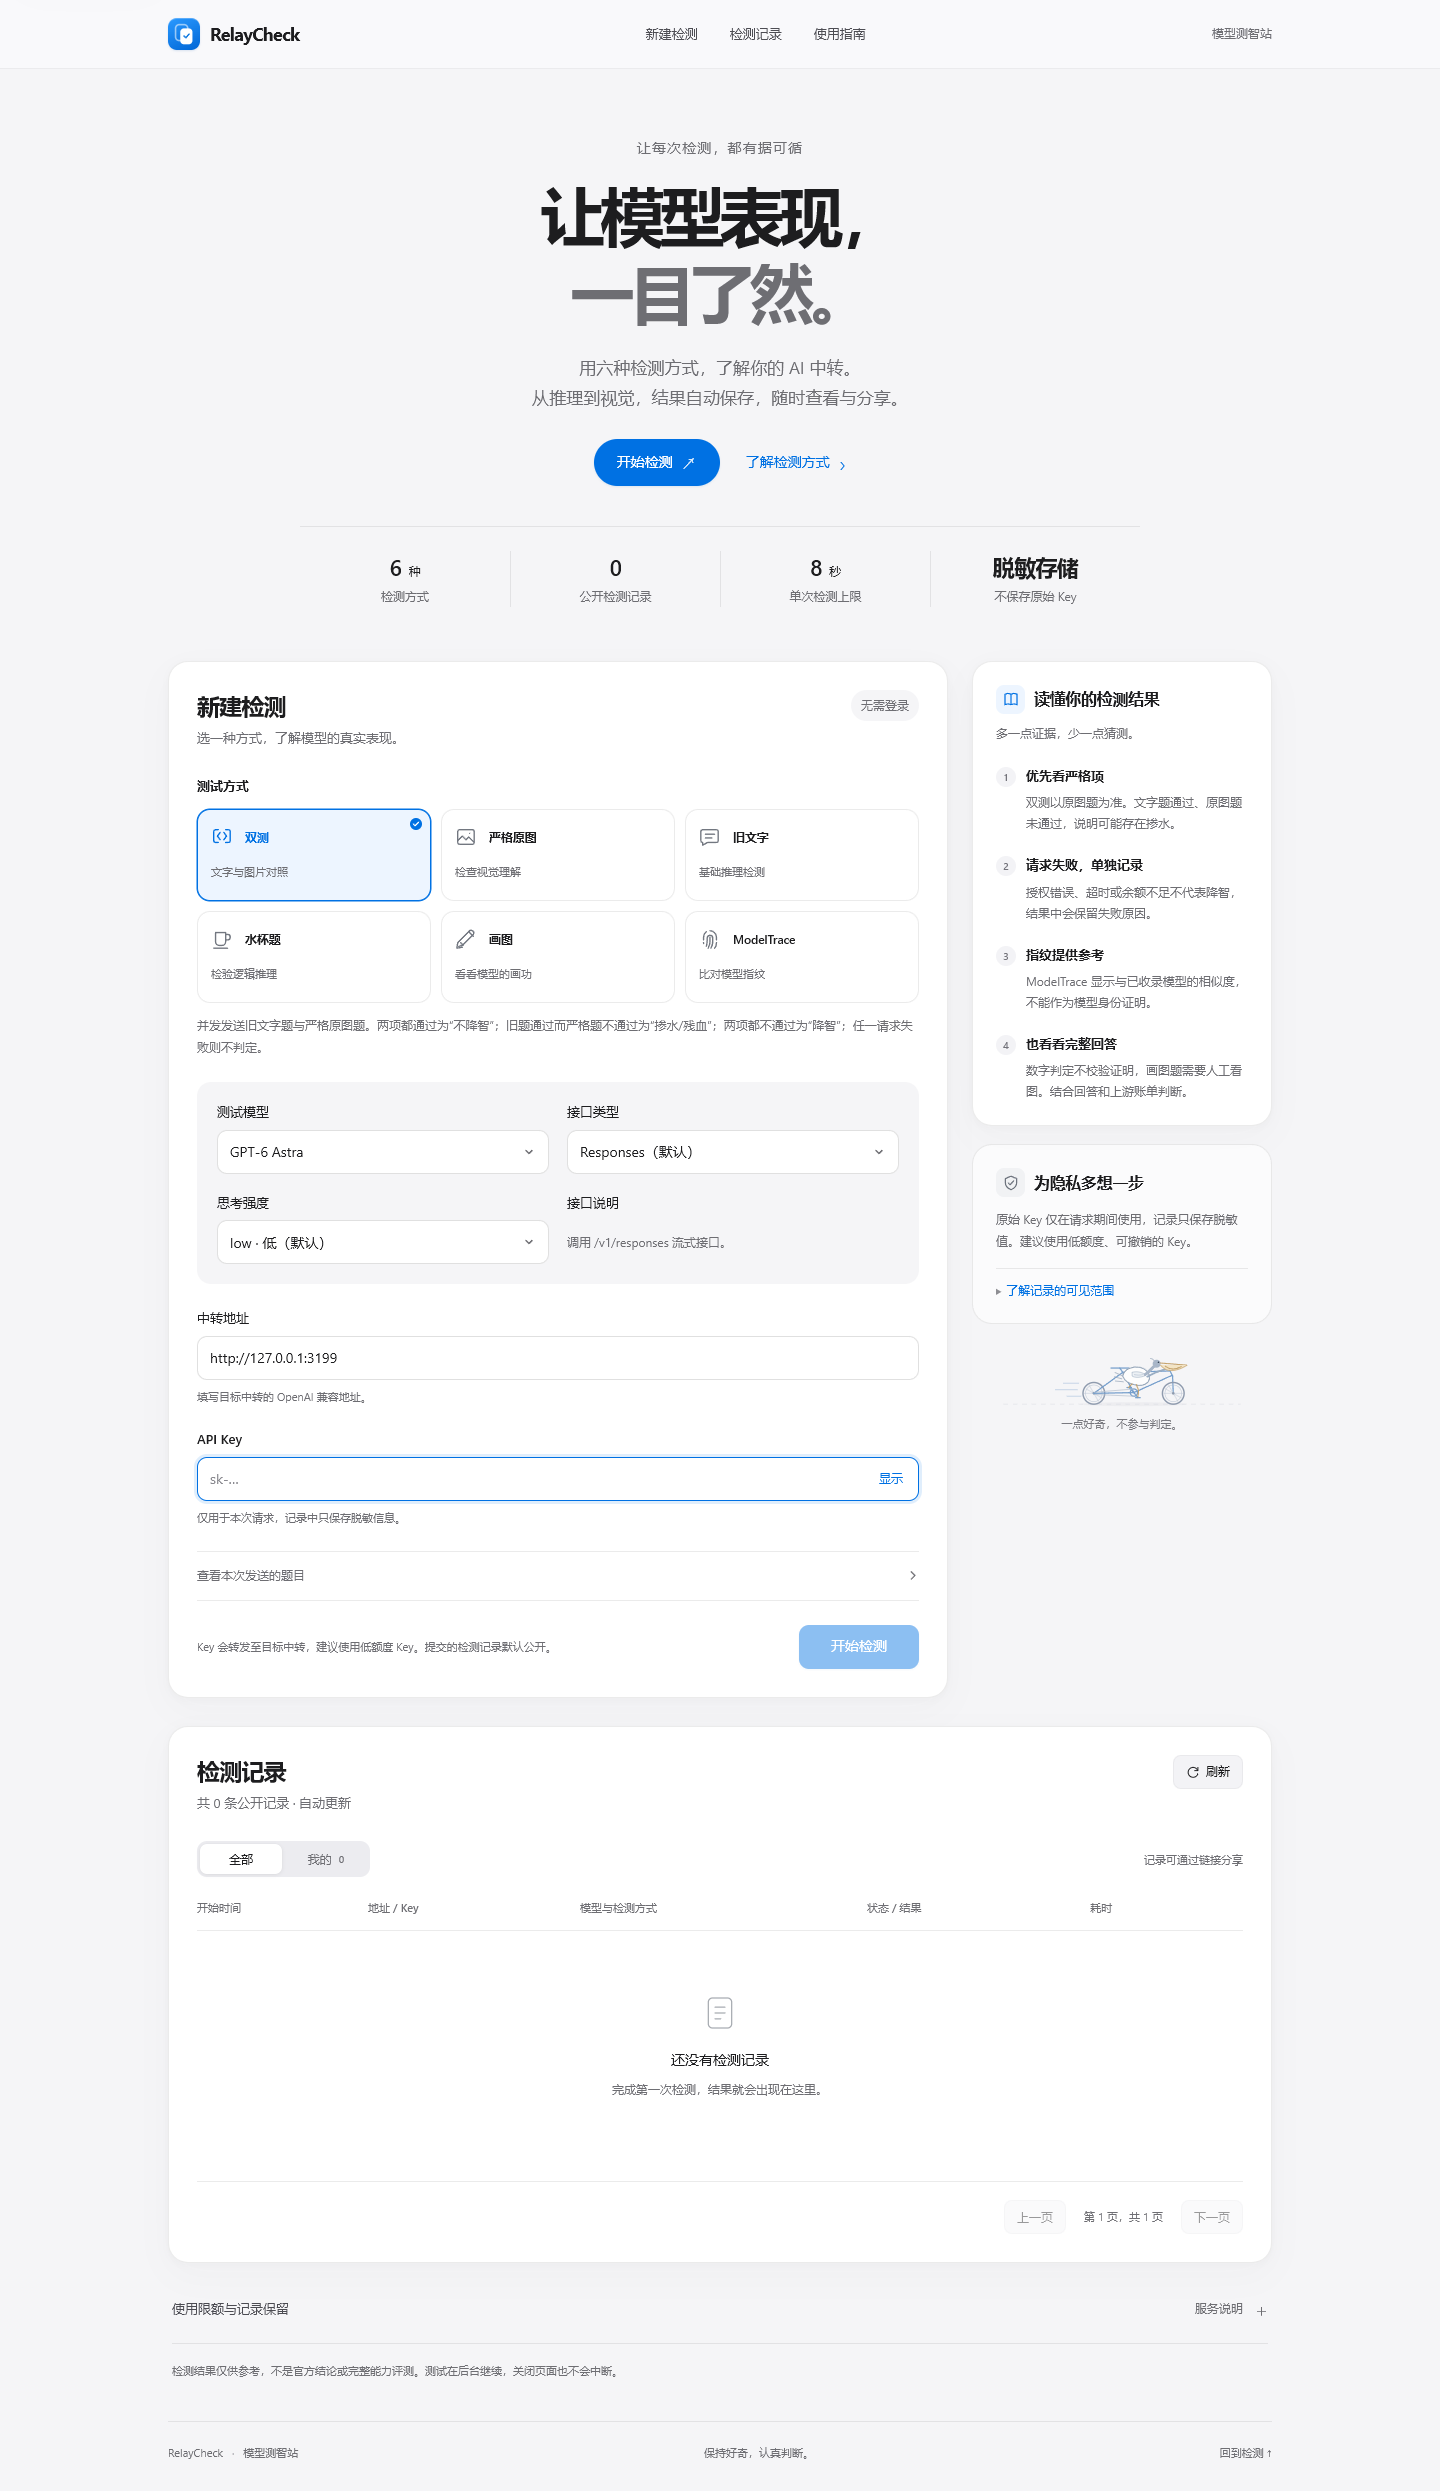 RelayCheck
新建检测
检测记录
使用指南
模型测智站
让每次检测，都有据可循
让模型表现，
一目了然。
用六种检测方式，了解你的 AI 中转。
从推理到视觉，结果自动保存，随时查看与分享。
开始检测 ↗
了解检测方式 ›
6 种
检测方式
0
公开检测记录
8 秒
单次检测上限
脱敏存储
不保存原始 Key
新建检测
无需登录
选一种方式，了解模型的真实表现。
测试方式
双测
文字与图片对照
严格原图
检查视觉理解
旧文字
基础推理检测
水杯题
检验逻辑推理
画图
看看模型的画功
ModelTrace
比对模型指纹
并发发送旧文字题与严格原图题。两项都通过为“不降智”；旧题通过而严格题不通过为“掺水/残血”；两项都不通过为“降智”；任一请求失
败则不判定。
测试模型
GPT-6 Astra
接口类型
Responses（默认）
思考强度
low · 低（默认）
接口说明
调用 /v1/responses 流式接口。
中转地址
http://127.0.0.1:3199
填写目标中转的 OpenAI 兼容地址。
API Key
sk-...
显示
仅用于本次请求，记录中只保存脱敏信息。
查看本次发送的题目
Key 会转发至目标中转，建议使用低额度 Key。提交的检测记录默认公开。
开始检测
读懂你的检测结果
多一点证据，少一点猜测。
1 优先看严格项
双测以原图题为准。文字题通过、原图题
未通过，说明可能存在掺水。
2 请求失败，单独记录
授权错误、超时或余额不足不代表降智，
结果中会保留失败原因。
3 指纹提供参考
ModelTrace 显示与已收录模型的相似度，
不能作为模型身份证明。
4 也看看完整回答
数字判定不校验证明，画图题需要人工看
图。结合回答和上游账单判断。
为隐私多想一步
原始 Key 仅在请求期间使用，记录只保存脱敏
值。建议使用低额度、可撤销的 Key。
了解记录的可见范围
一点好奇，不参与判定。
检测记录
刷新
共 0 条公开记录 · 自动更新
全部
我的 0
记录可通过链接分享
开始时间
地址 / Key
模型与检测方式
状态 / 结果
耗时
还没有检测记录
完成第一次检测，结果就会出现在这里。
上一页
第 1 页，共 1 页
下一页
使用限额与记录保留
服务说明 +
检测结果仅供参考，不是官方结论或完整能力评测。测试在后台继续，关闭页面也不会中断。
RelayCheck · 模型测智站
保持好奇，认真判断。
回到检测 ↑